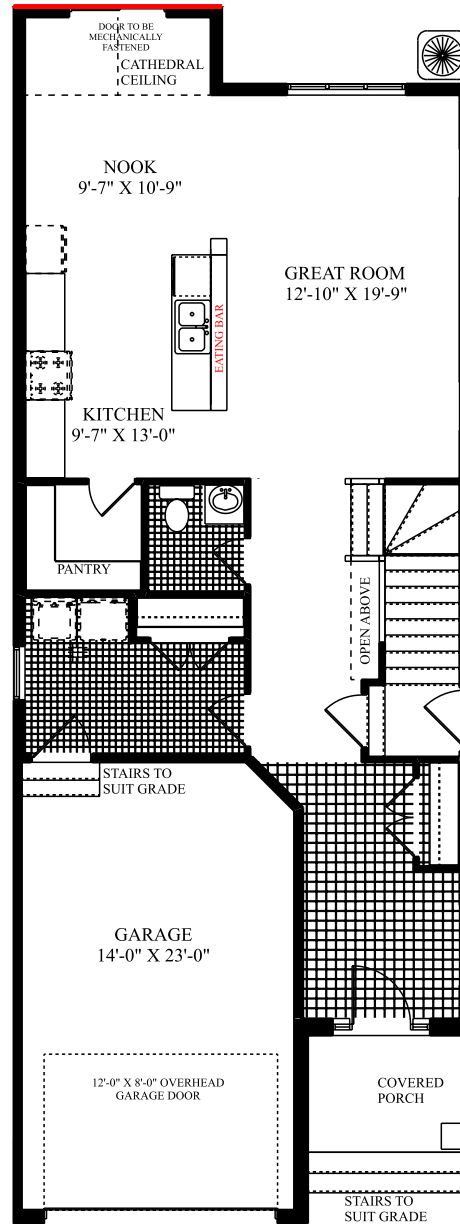 DOOR TO BE
MECHANICALLY
FASTENED
CATHEDRAL
CEILING
NOOK
9'-7" X 10'-9"
GREAT ROOM
12'-10" X 19'-9"
EATING BAR
KITCHEN
9'-7" X 13'-0"
PANTRY
OPEN ABOVE
STAIRS TO
SUIT GRADE
GARAGE
14'-0" X 23'-0"
12'-0" X 8'-0" OVERHEAD
GARAGE DOOR
COVERED
PORCH
STAIRS TO
SUIT GRADE